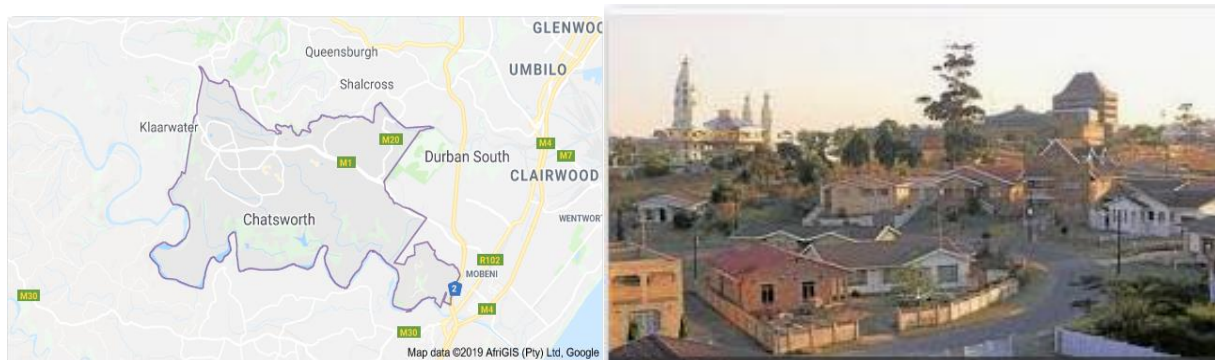 GLENWOO
Queensburgh
UMBILO
Shalcross
Klaarwater
M20
M4
M7
M1
Durban South
CLAIRWOOD
Chatsworth
WENTWORT
R102
MOBENI
2
M30
M4
M30
Map data ©2019 AfriGIS (Pty) Ltd, Google